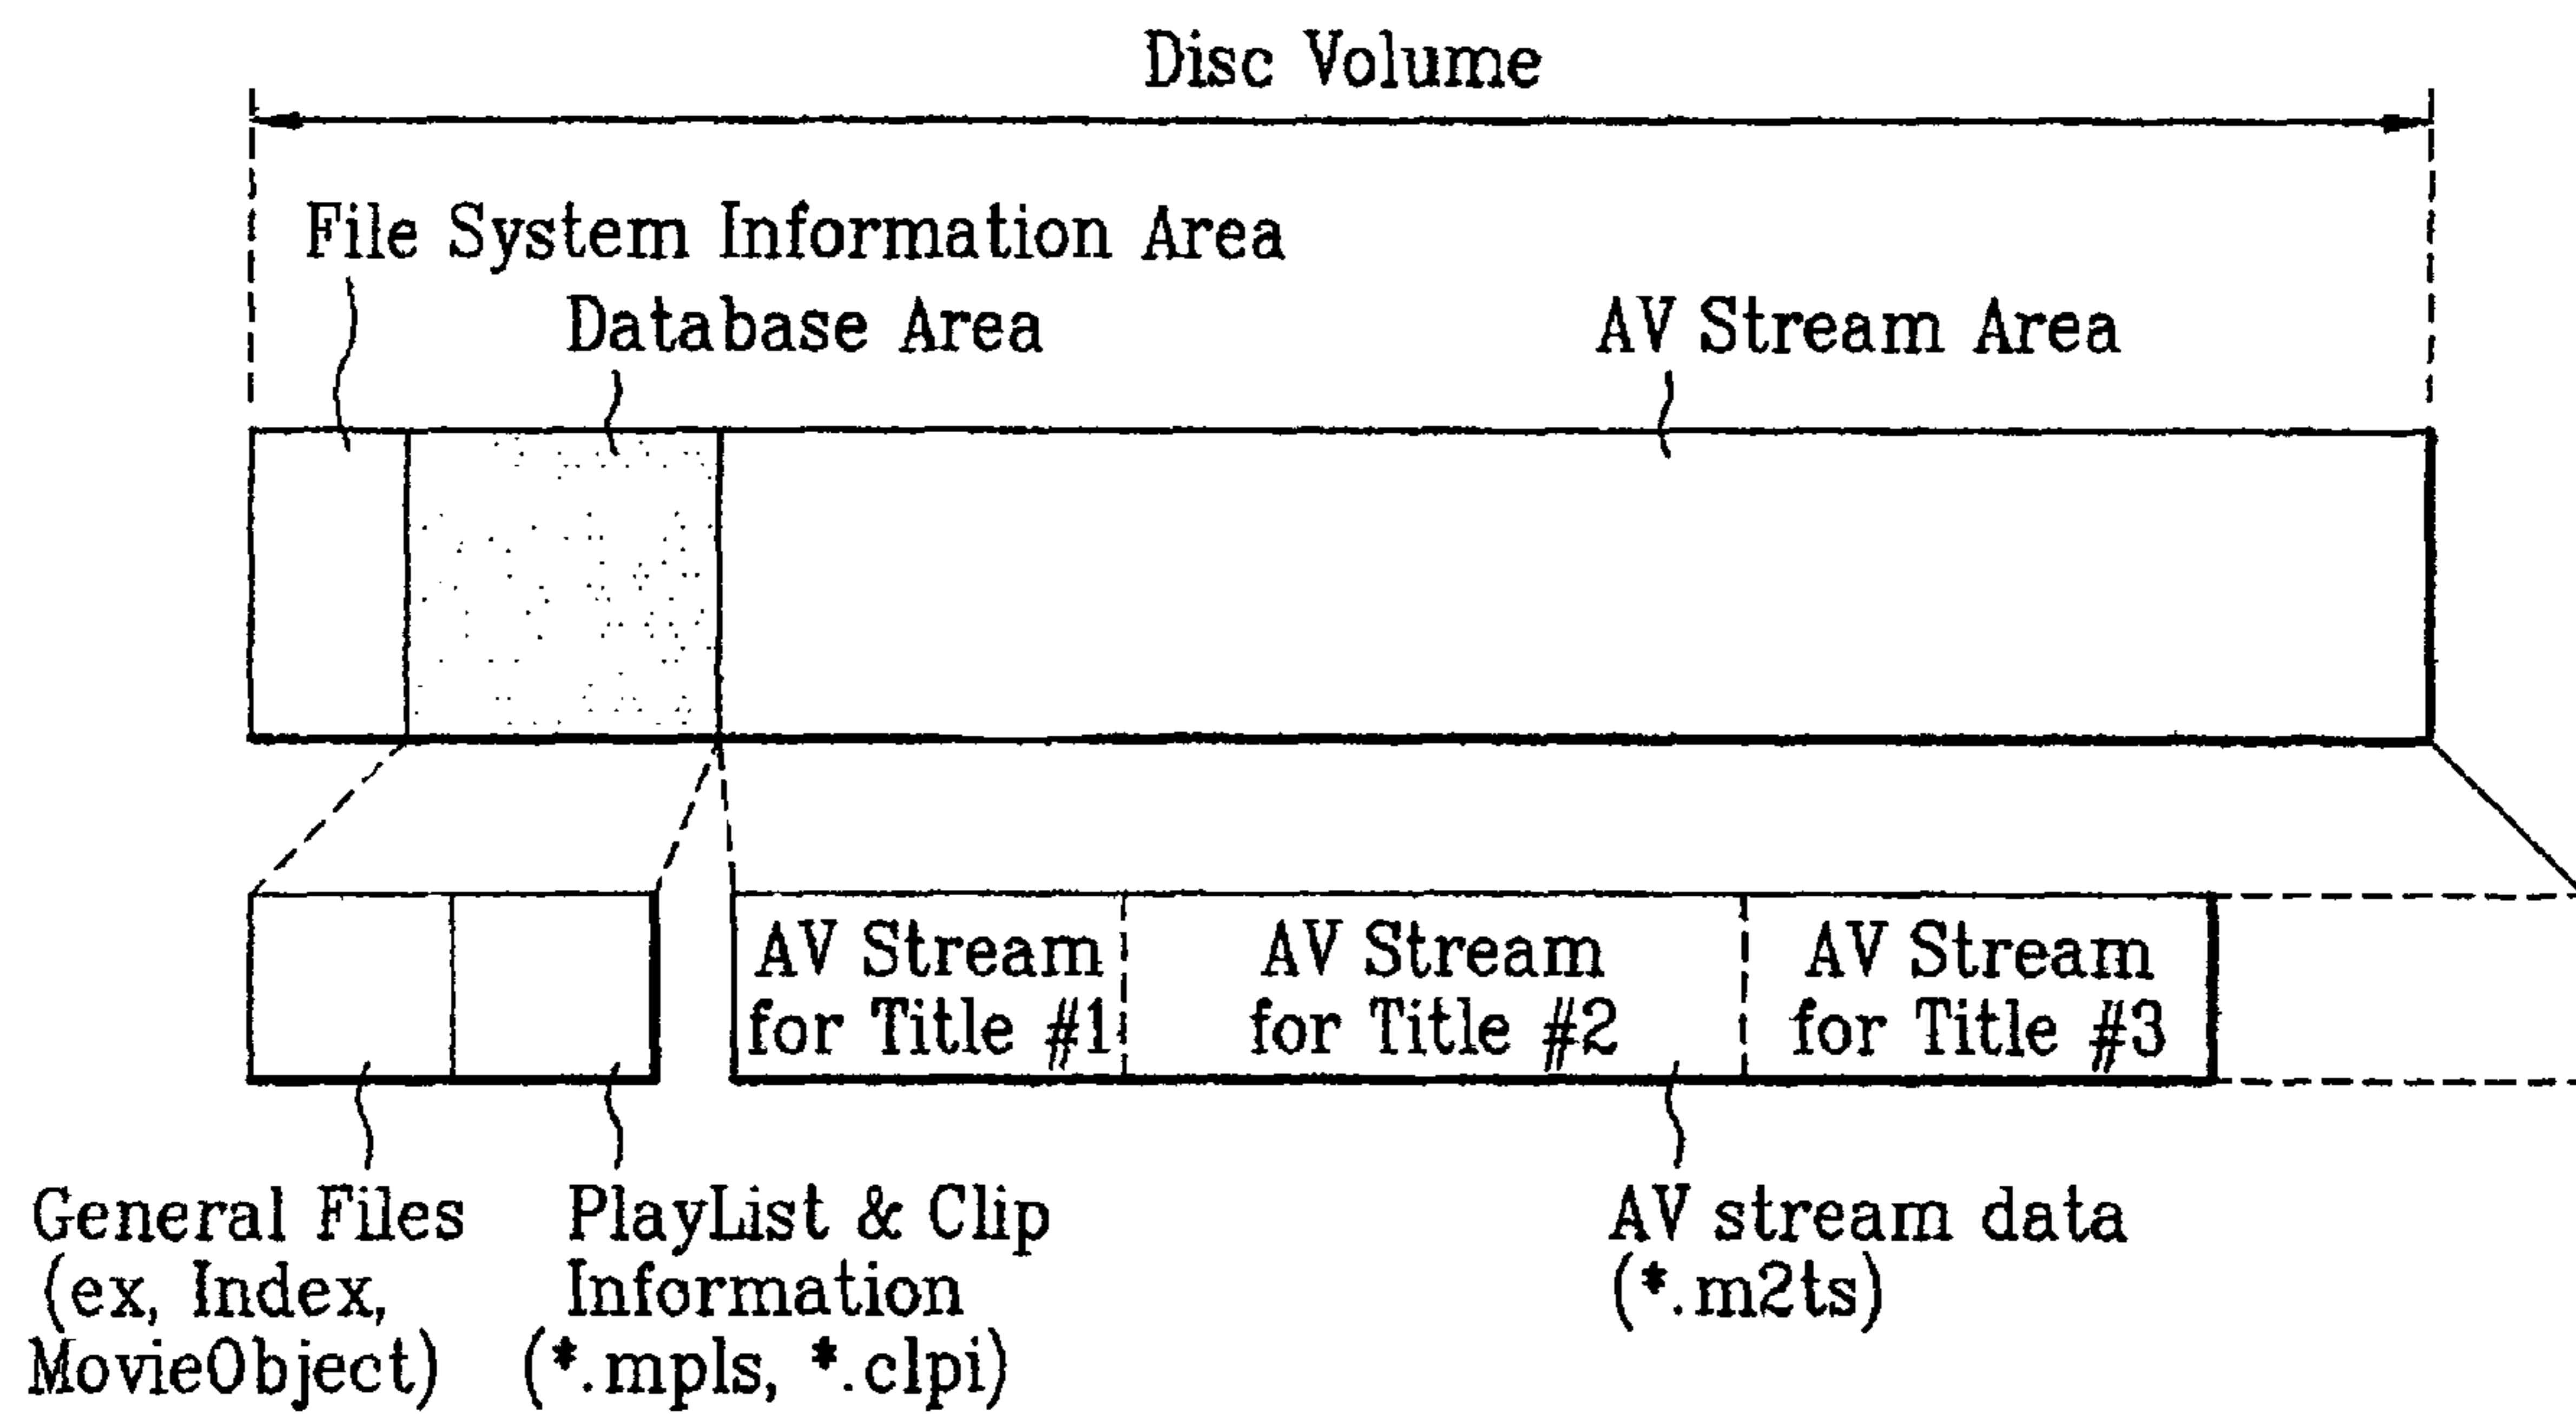 Disc Volume
File System Information Area
Database Area
AV Stream Area
AV Stream
for Title #1
AV Stream
for Title #2
AV Stream
for Title #3
General Files
(ex, Index,
MovieObject)
PlayList & Clip
Information
(*.mpls, *.clpi)
AV stream data
(*.m2ts)